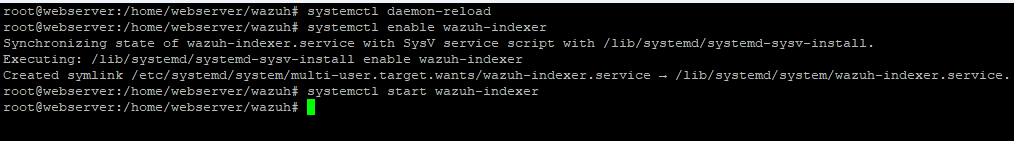 root@webserver:/home/webserver/wazuh# systemctl daemon-reload
root@webserver:/home/webserver/wazuh# systemctl enable wazuh-indexer
Synchronizing state of wazuh-indexer.service with SysV service script with /lib/systemd/systemd-sysv-install.
Executing: /lib/systemd/systemd-sysv-install enable wazuh-indexer
Created symlink /etc/systemd/system/multi-user.target.wants/wazuh-indexer.service → /lib/systemd/system/wazuh-indexer.service.
root@webserver:/home/webserver/wazuh# systemctl start wazuh-indexer
root@webserver:/home/webserver/wazuh#